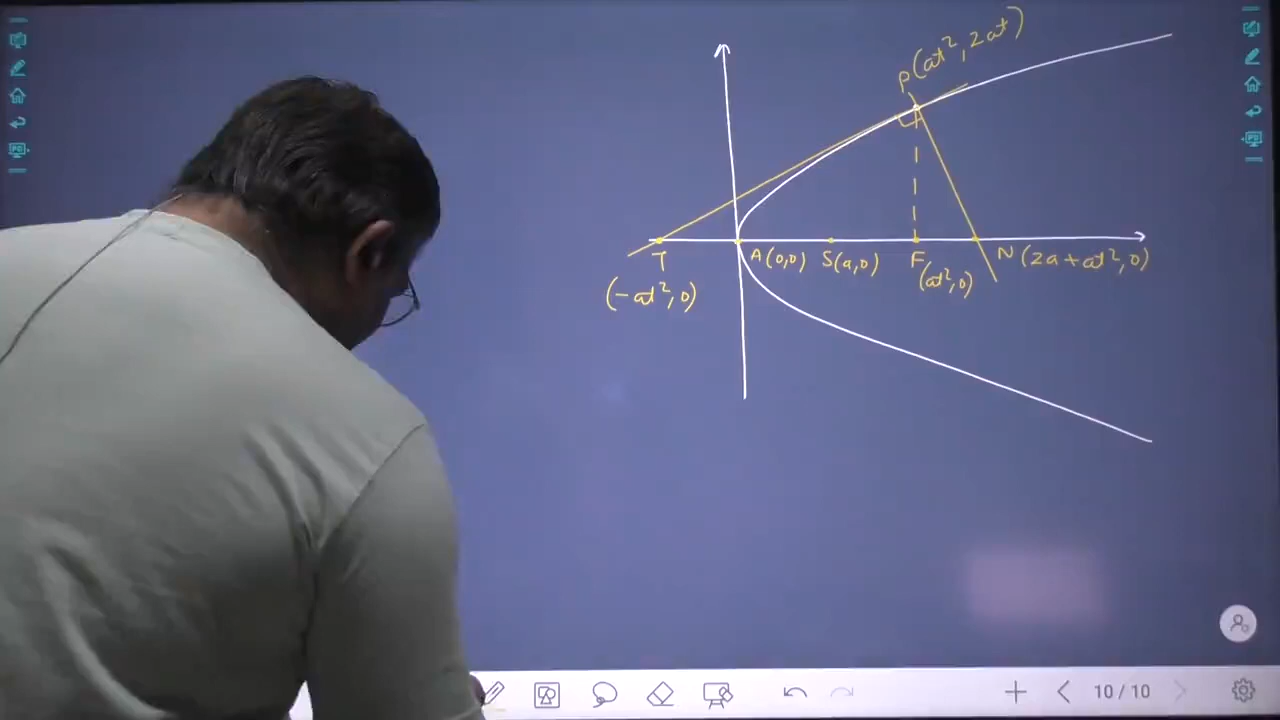 P(at², 2at)
T
A(0,0) S(a,0) F N(2a+at²,0)
(-at²,0)
(at²,0)
10/10